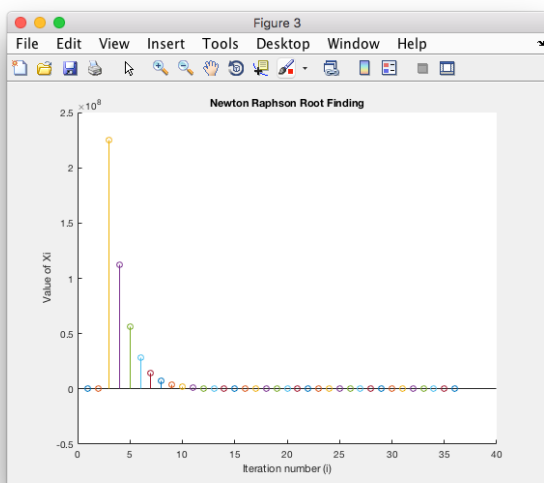 Figure 3
File Edit View Insert Tools Desktop Window Help
Newton Raphson Root Finding
×10^8
2.5
2
1.5
1
0.5
0
-0.5
Value of Xi
0 5 10 15 20 25 30 35 40
Iteration number (i)